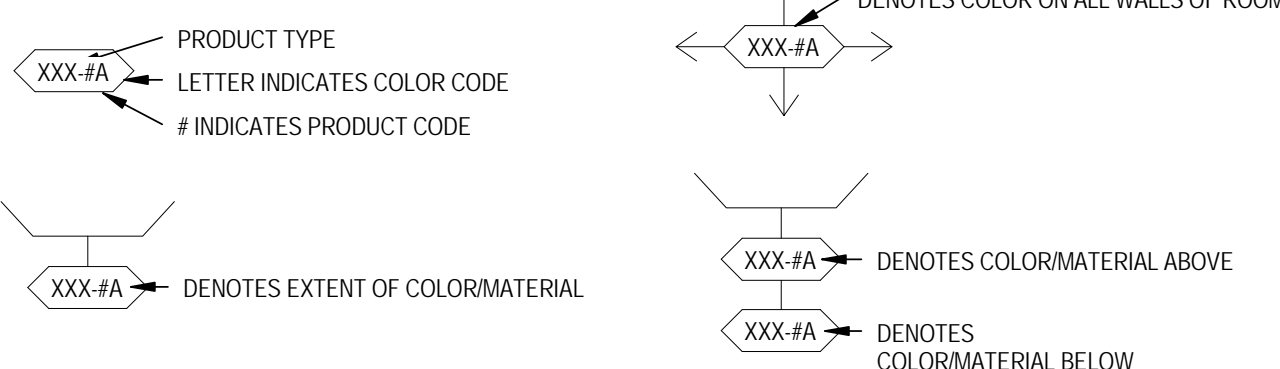 DENOTES COLOR ON ALL WALLS OF ROOM
XXX-#A
PRODUCT TYPE
XXX-#A
LETTER INDICATES COLOR CODE
# INDICATES PRODUCT CODE
XXX-#A
DENOTES EXTENT OF COLOR/MATERIAL
XXX-#A
DENOTES COLOR/MATERIAL ABOVE
XXX-#A
DENOTES
COLOR/MATERIAL BELOW